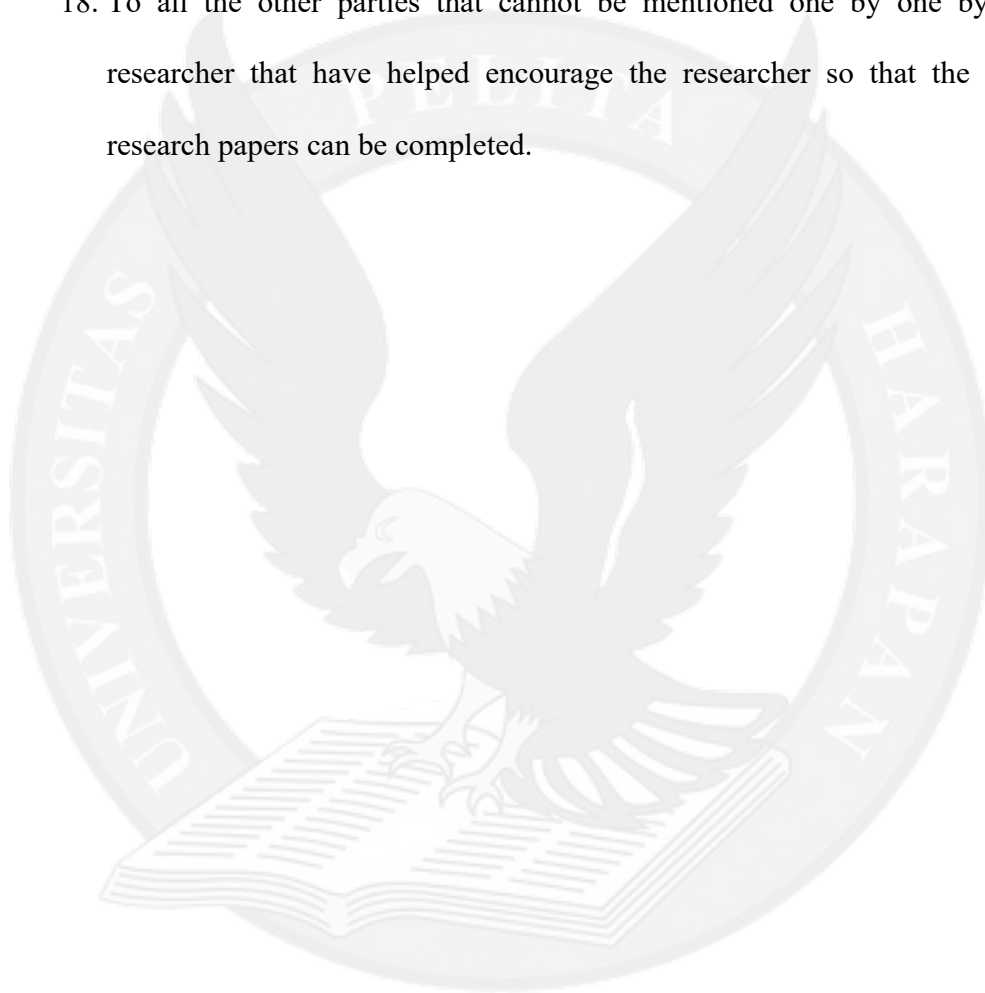 18. To all the other parties that cannot be mentioned one by one by
researcher that have helped encourage the researcher so that the
research papers can be completed.
UNIVERSITAS PELITA HARAPAN